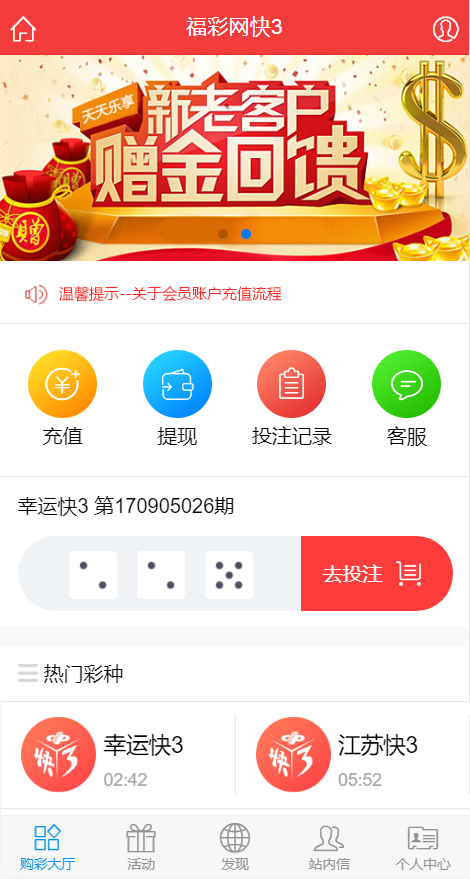 福彩网快3
天天乐享
新老客户
赠金回馈
赠
温馨提示--关于会员账户充值流程
充值
提现
投注记录
客服
幸运快3 第170905026期
去投注
热门彩种
快3
幸运快3
02:42
快3
江苏快3
05:52
购彩大厅
活动
发现
站内信
个人中心